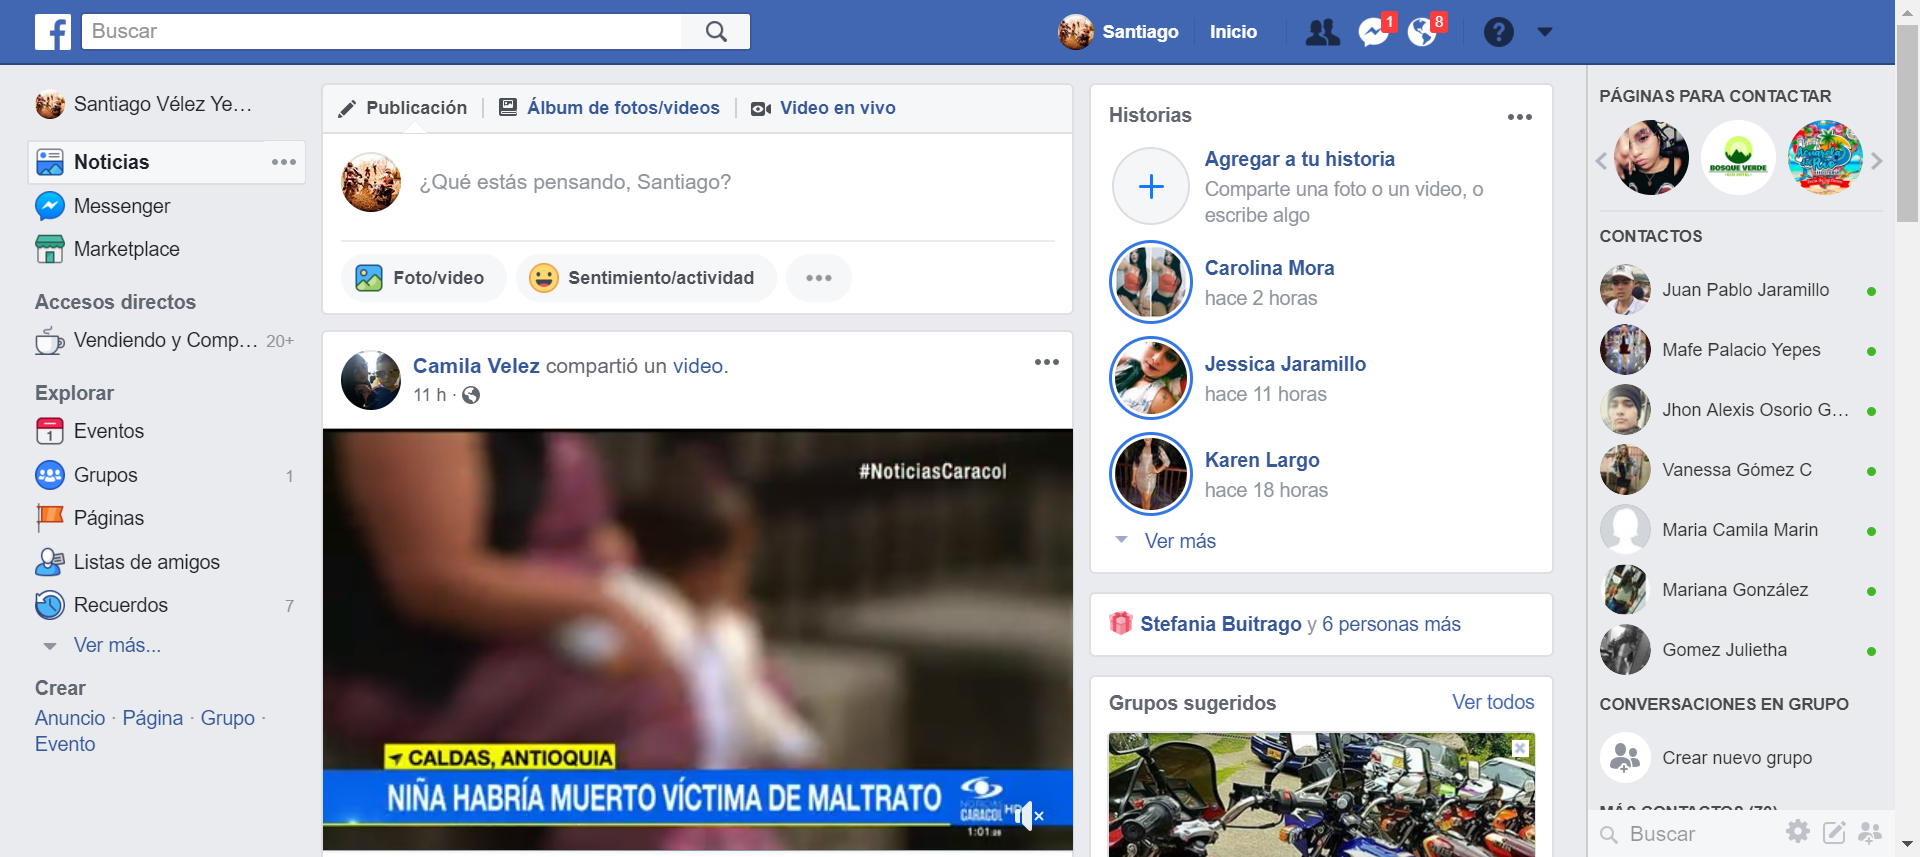 Buscar
Santiago
Inicio
1
8
Santiago Vélez Ye...
Noticias
Messenger
Marketplace
Accesos directos
Vendiendo y Comp... 20+
Explorar
Eventos
Grupos 1
Páginas
Listas de amigos
Recuerdos 7
Ver más...
Crear
Anuncio · Página · Grupo ·
Evento
Publicación
Álbum de fotos/videos
Video en vivo
¿Qué estás pensando, Santiago?
Foto/video
Sentimiento/actividad
Camila Velez compartió un video.
11 h ·
#NoticiasCaracol
CALDAS, ANTIOQUIA
NIÑA HABRÍA MUERTO VÍCTIMA DE MALTRATO
NOTICIAS
CARACOL HD
1:01
Historias
Agregar a tu historia
Comparte una foto o un video, o
escribe algo
Carolina Mora
hace 2 horas
Jessica Jaramillo
hace 11 horas
Karen Largo
hace 18 horas
Ver más
Stefania Buitrago y 6 personas más
Grupos sugeridos
Ver todos
PÁGINAS PARA CONTACTAR
BOSQUE VERDE
CONTACTOS
Juan Pablo Jaramillo
Mafe Palacio Yepes
Jhon Alexis Osorio G...
Vanessa Gómez C
Maria Camila Marin
Mariana González
Gomez Julietha
CONVERSACIONES EN GRUPO
Crear nuevo grupo
MÁS CONTACTOS (70)
Buscar